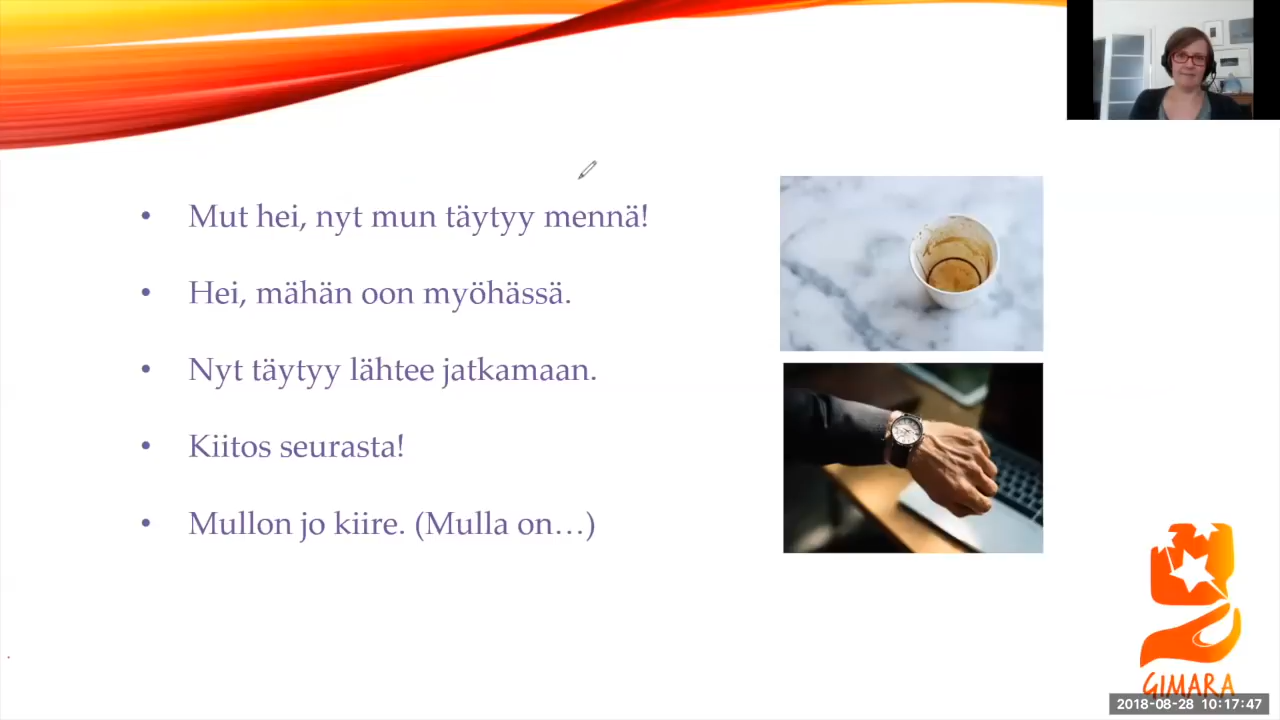 Mut hei, nyt mun täytyy mennä!
Hei, mähän oon myöhässä.
Nyt täytyy lähtee jatkamaan.
Kiitos seurasta!
Mullon jo kiire. (Mulla on…)
GIMARA
2018-08-28 10:17:47